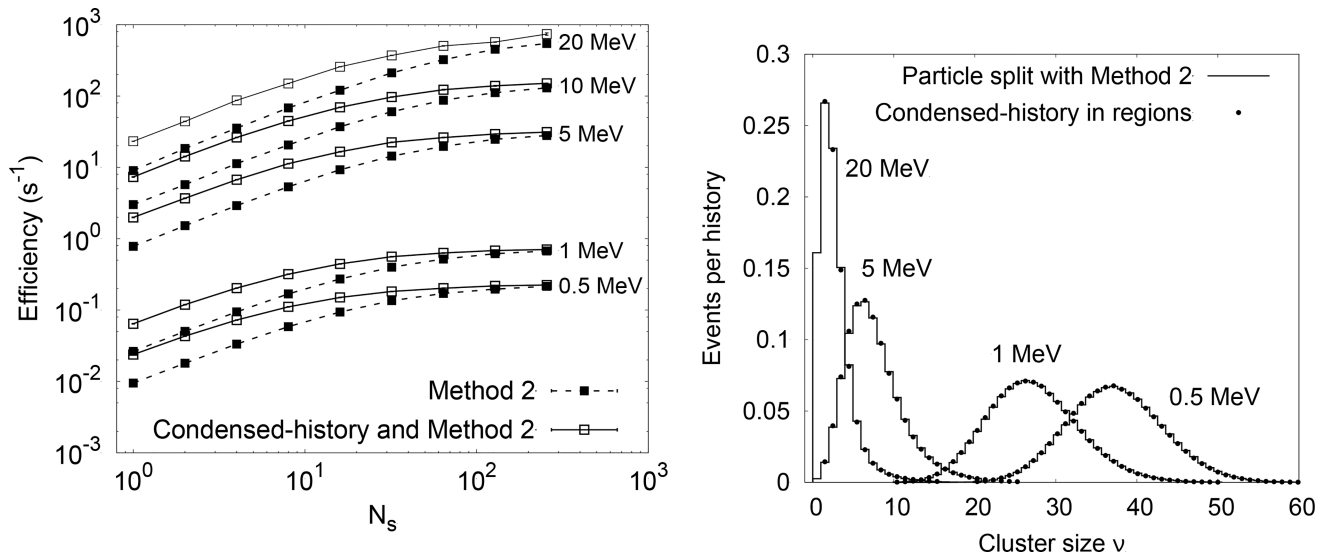 10³
10²
10¹
10⁰
10⁻¹
10⁻²
10⁻³
Efficiency (s⁻¹)
20 MeV
10 MeV
5 MeV
1 MeV
0.5 MeV
Method 2
Condensed-history and Method 2
10⁰ 10¹ 10² 10³
Nₛ
0.3
0.25
0.2
0.15
0.1
0.05
0
Events per history
Particle split with Method 2
Condensed-history in regions
20 MeV
5 MeV
1 MeV
0.5 MeV
0 10 20 30 40 50 60
Cluster size ν